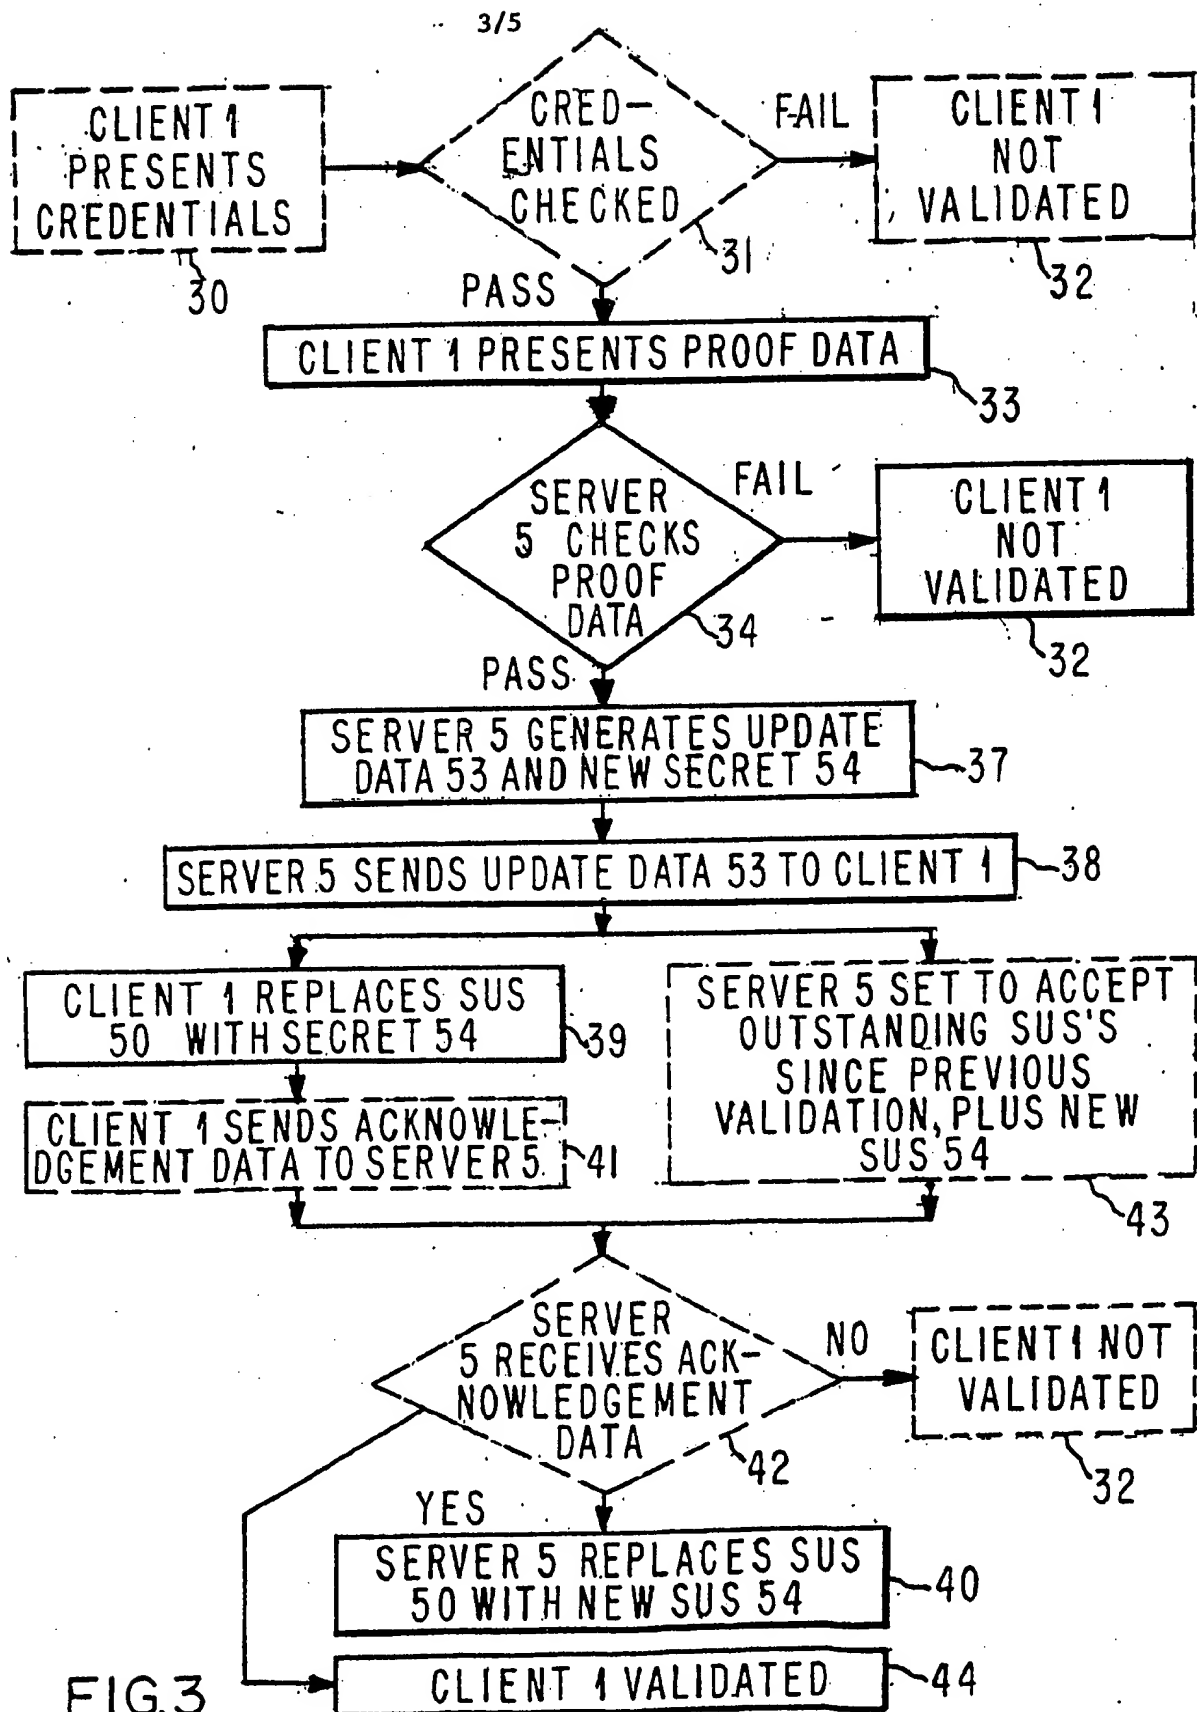 3/5
CLIENT 1
PRESENTS
CREDENTIALS
30
CRED-
ENTIALS
CHECKED
31
FAIL
CLIENT 1
NOT
VALIDATED
32
PASS
CLIENT 1 PRESENTS PROOF DATA
33
SERVER
5 CHECKS
PROOF
DATA
34
FAIL
CLIENT 1
NOT
VALIDATED
32
PASS
SERVER 5 GENERATES UPDATE
DATA 53 AND NEW SECRET 54
37
SERVER 5 SENDS UPDATE DATA 53 TO CLIENT 1
38
CLIENT 1 REPLACES SUS
50 WITH SECRET 54
39
CLIENT 1 SENDS ACKNOWLE-
DGEMENT DATA TO SERVER 5
41
SERVER 5 SET TO ACCEPT
OUTSTANDING SUS'S
SINCE PREVIOUS
VALIDATION, PLUS NEW
SUS 54
43
SERVER
5 RECEIVES ACK-
NOWLEDGEMENT
DATA
42
NO
CLIENT 1 NOT
VALIDATED
32
YES
SERVER 5 REPLACES SUS
50 WITH NEW SUS 54
40
CLIENT 1 VALIDATED
44
FIG.3